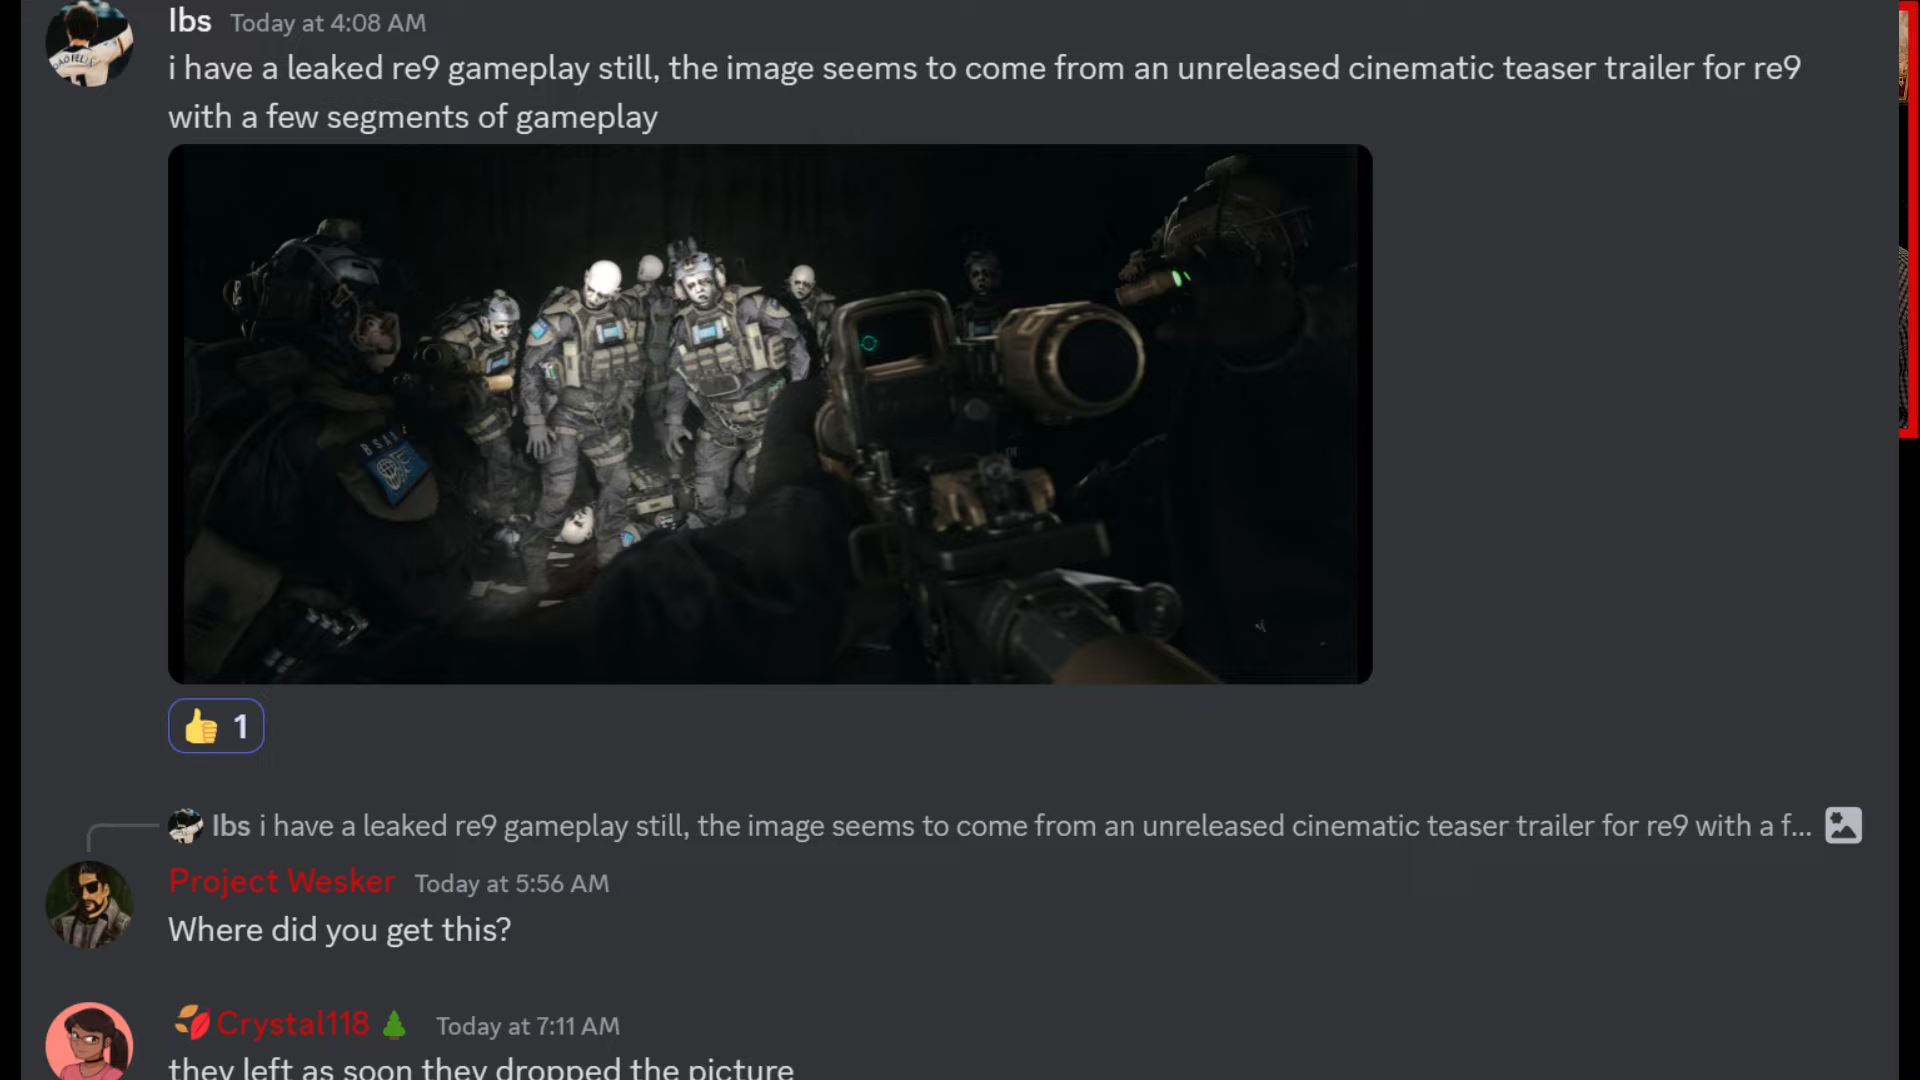 Ibs Today at 4:08 AM
i have a leaked re9 gameplay still, the image seems to come from an unreleased cinematic teaser trailer for re9
with a few segments of gameplay
BSAA
👍 1
Ibs i have a leaked re9 gameplay still, the image seems to come from an unreleased cinematic teaser trailer for re9 with a f...
Project Wesker Today at 5:56 AM
Where did you get this?
🍂Crystal118🌲 Today at 7:11 AM
they left as soon they dropped the picture